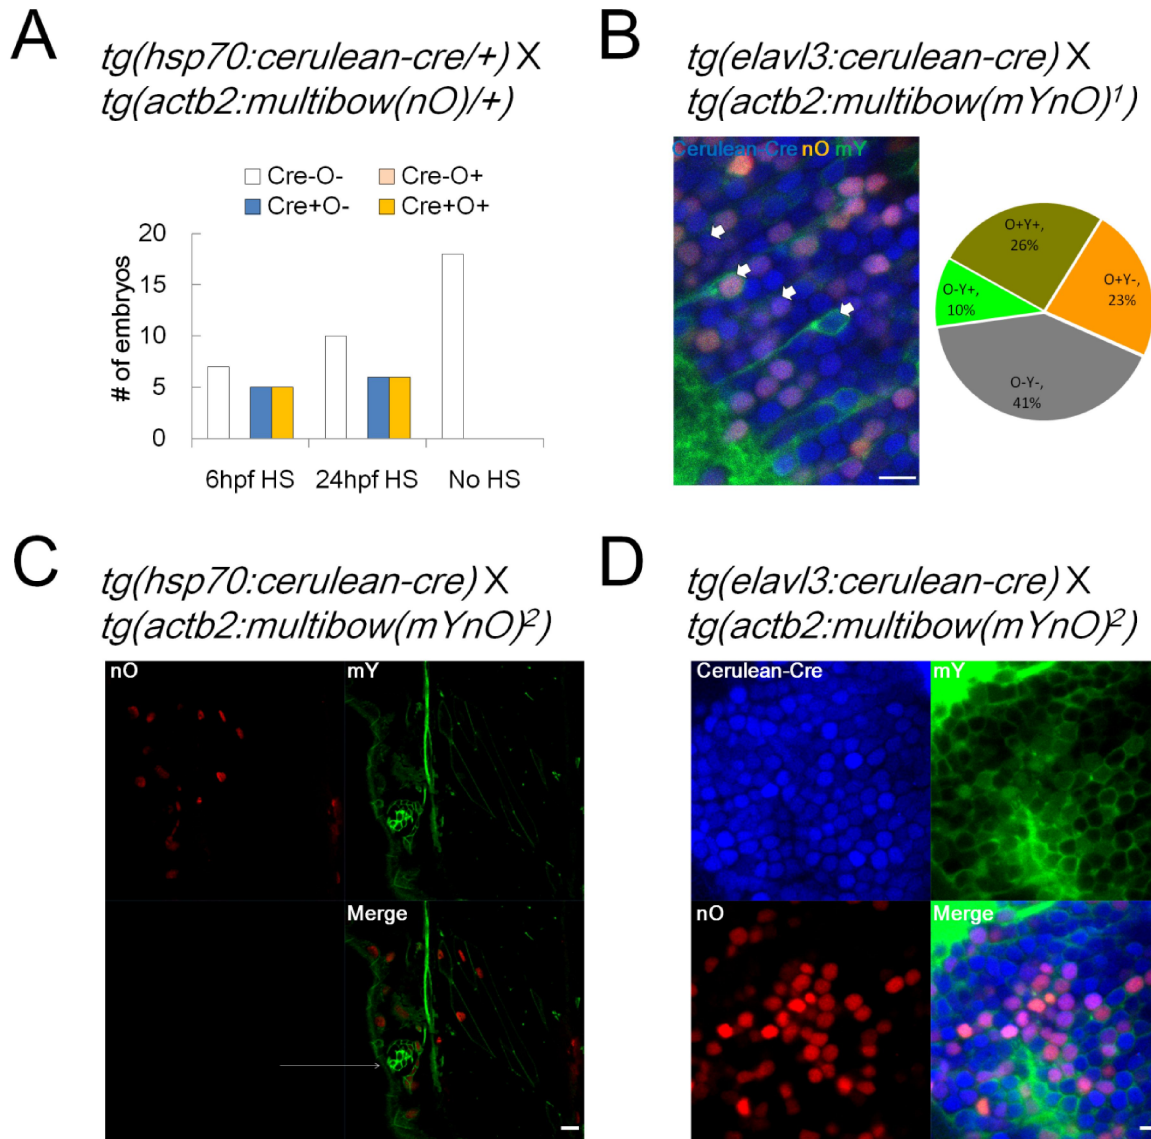 A
tg(hsp70:cerulean-cre/+) X
tg(actb2:multibow(nO)/+)
Cre-O-
Cre-O+
Cre+O-
Cre+O+
# of embryos
20
15
10
5
0
6hpf HS
24hpf HS
No HS
B
tg(elavl3:cerulean-cre) X
tg(actb2:multibow(mYnO)¹)
Cerulean-Cre nO mY
O+Y+,
26%
O+Y-,
23%
O-Y+,
10%
O-Y-,
41%
C
tg(hsp70:cerulean-cre) X
tg(actb2:multibow(mYnO)²)
nO
mY
Merge
D
tg(elavl3:cerulean-cre) X
tg(actb2:multibow(mYnO)²)
Cerulean-Cre
mY
nO
Merge